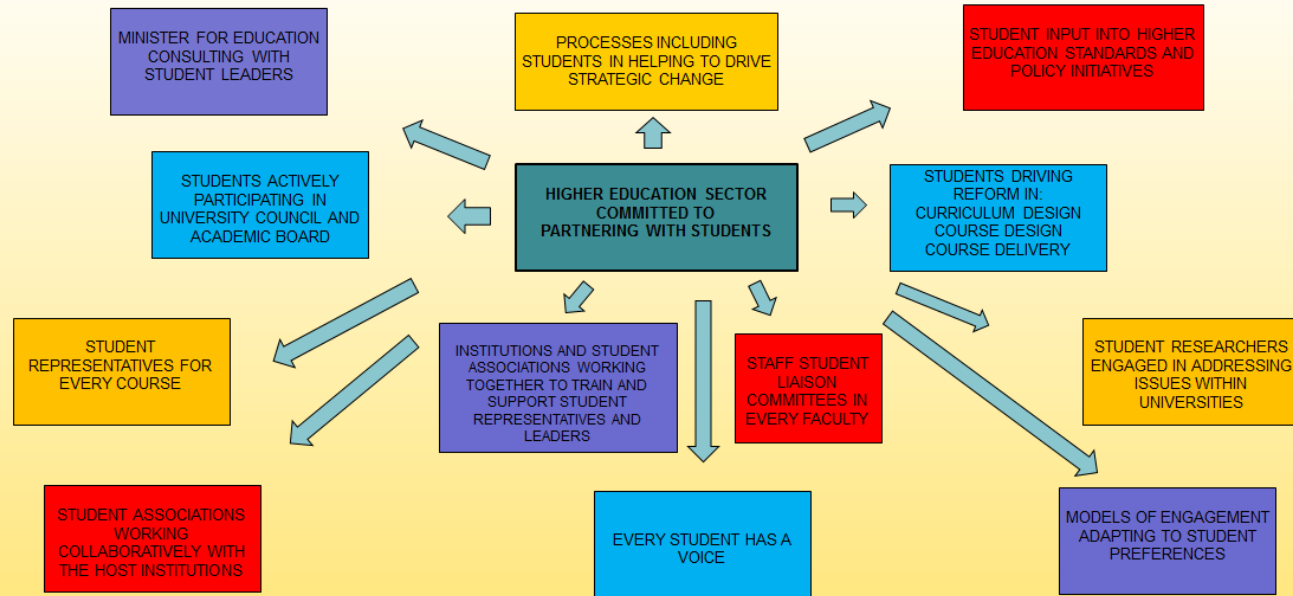 MINISTER FOR EDUCATION
CONSULTING WITH
STUDENT LEADERS
PROCESSES INCLUDING
STUDENTS IN HELPING TO DRIVE
STRATEGIC CHANGE
STUDENT INPUT INTO HIGHER
EDUCATION STANDARDS AND
POLICY INITIATIVES
STUDENTS ACTIVELY
PARTICIPATING IN
UNIVERSITY COUNCIL AND
ACADEMIC BOARD
HIGHER EDUCATION SECTOR
COMMITTED TO
PARTNERING WITH STUDENTS
STUDENTS DRIVING
REFORM IN:
CURRICULUM DESIGN
COURSE DESIGN
COURSE DELIVERY
STUDENT
REPRESENTATIVES FOR
EVERY COURSE
INSTITUTIONS AND STUDENT
ASSOCIATIONS WORKING
TOGETHER TO TRAIN AND
SUPPORT STUDENT
REPRESENTATIVES AND
LEADERS
STAFF STUDENT
LIAISON
COMMITTEES IN
EVERY FACULTY
STUDENT RESEARCHERS
ENGAGED IN ADDRESSING
ISSUES WITHIN
UNIVERSITIES
STUDENT ASSOCIATIONS
WORKING
COLLABORATIVELY WITH
THE HOST INSTITUTIONS
EVERY STUDENT HAS A
VOICE
MODELS OF ENGAGEMENT
ADAPTING TO STUDENT
PREFERENCES